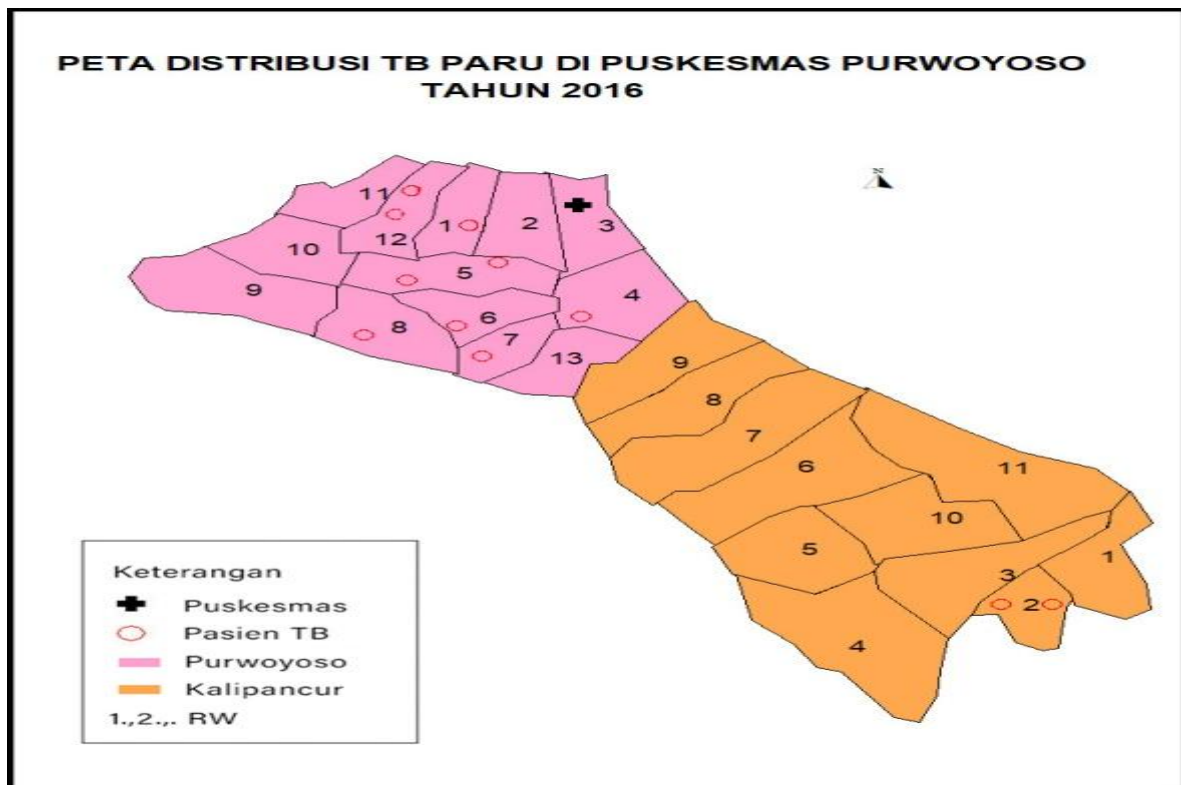 PETA DISTRIBUSI TB PARU DI PUSKESMAS PURWOYOSO
TAHUN 2016
N
11
12
1
2
3
10
5
9
4
8
6
7
13
9
8
7
6
11
10
5
1
3
2
4
Keterangan
Puskesmas
Pasien TB
Purwoyoso
Kalipancur
1.,2.,. RW